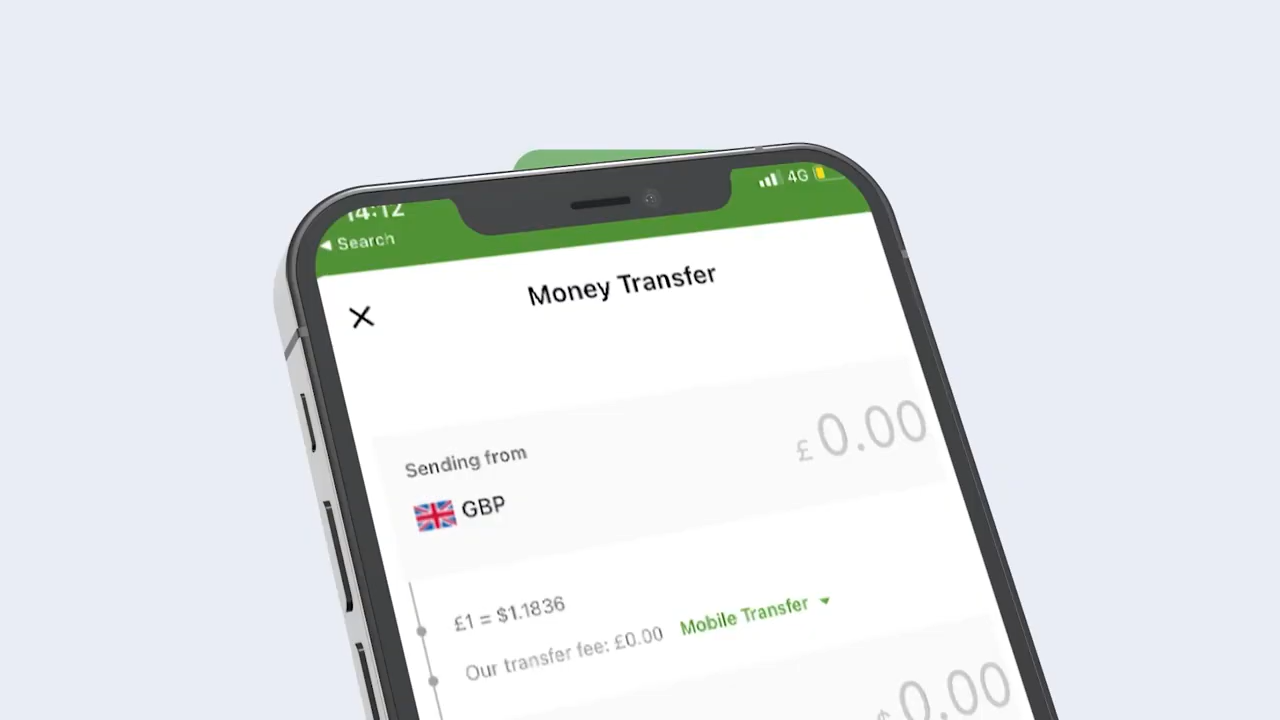 14:12
4G
◀ Search
Money Transfer
Sending from
£0.00
GBP
£1 = $1.1836
Our transfer fee: £0.00 Mobile Transfer
$0.00